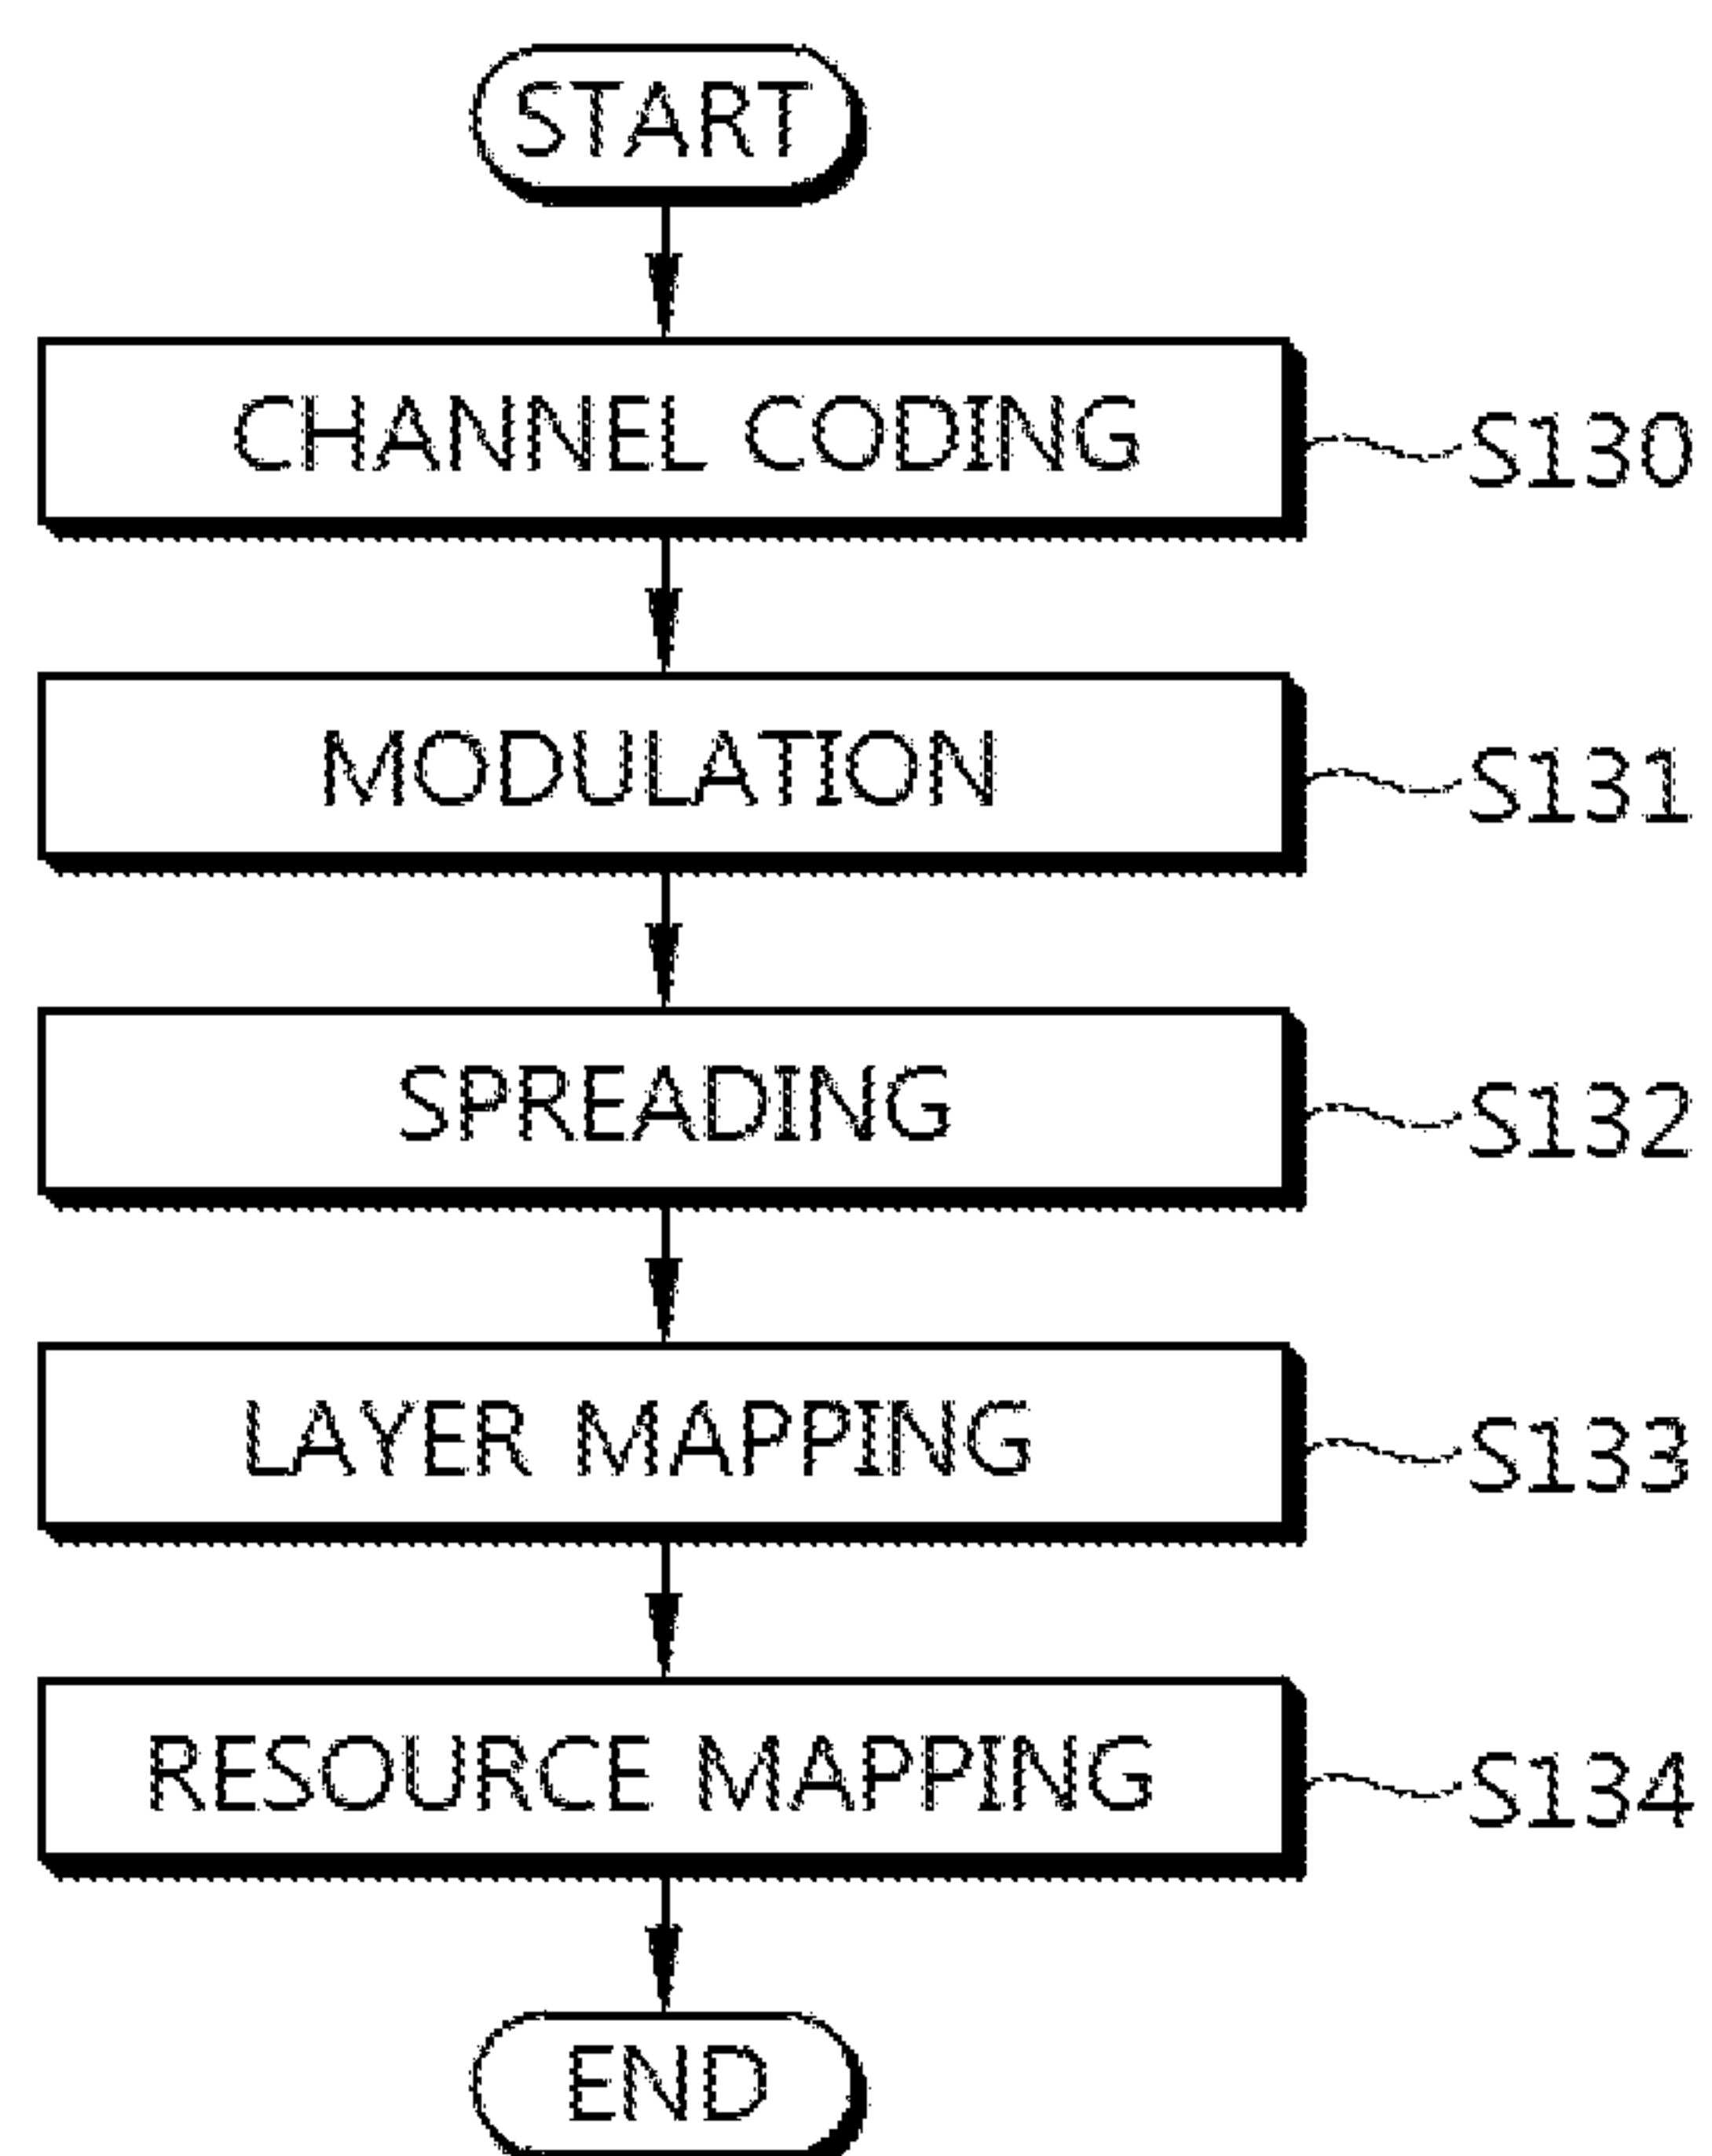 START
CHANNEL CODING S130
MODULATION S131
SPREADING S132
LAYER MAPPING S133
RESOURCE MAPPING S134
END